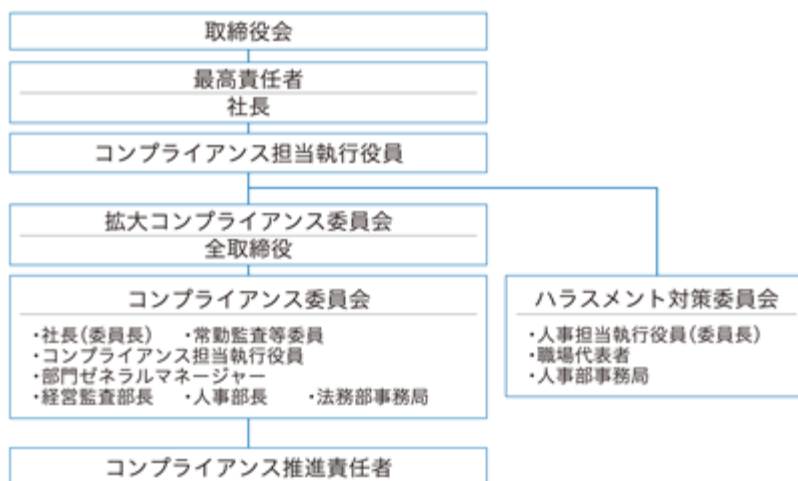 取締役会
最高責任者
社長
コンプライアンス担当執行役員
拡大コンプライアンス委員会
全取締役
コンプライアンス委員会
・社長(委員長) ・常勤監査等委員
・コンプライアンス担当執行役員
・部門ゼネラルマネージャー
・経営監査部長 ・人事部長 ・法務部事務局
ハラスメント対策委員会
・人事担当執行役員(委員長)
・職場代表者
・人事部事務局
コンプライアンス推進責任者